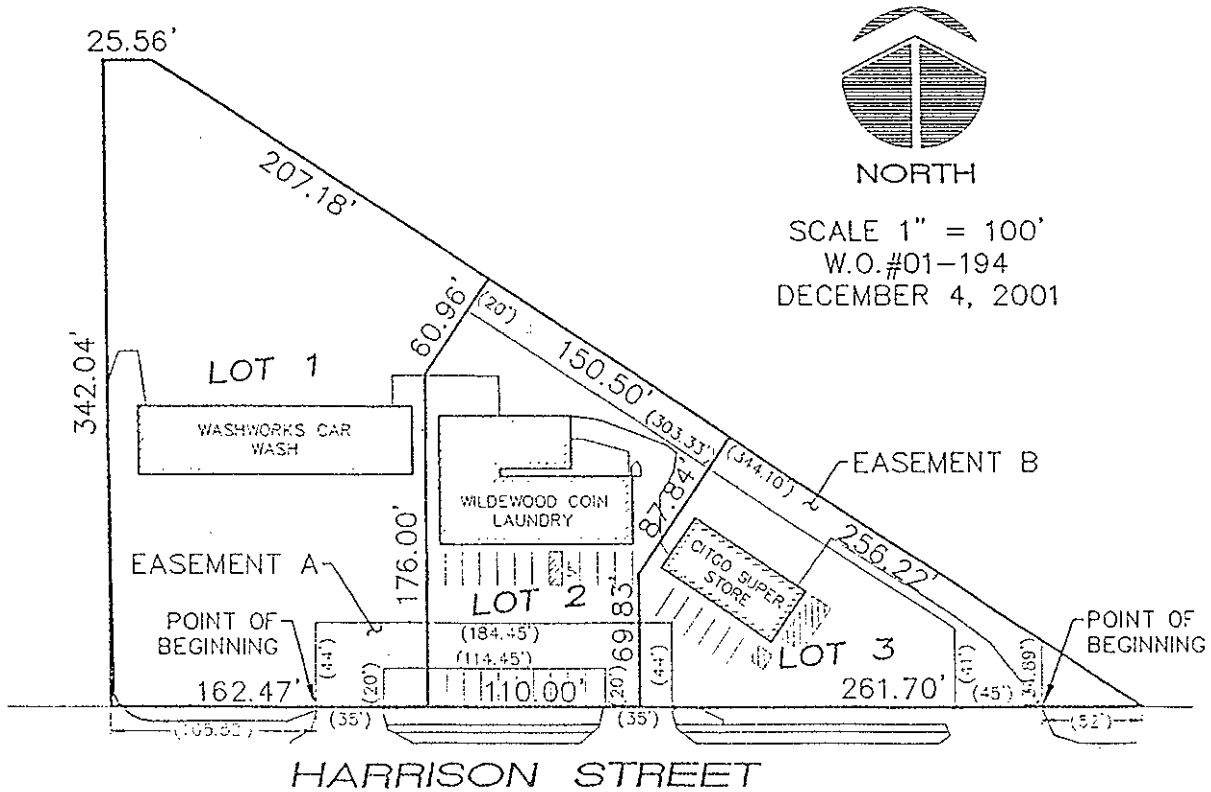 25.56'
207.18'
NORTH
SCALE 1" = 100'
W.O.#01-194
DECEMBER 4, 2001
342.04'
60.96'
(20')
150.50'
(303.33')
(344.10')
EASEMENT B
256.22'
LOT 1
WASHWORKS CAR
WASH
WILDEWOOD COIN
LAUNDRY
87.84'
CITGO SUPER
STORE
176.00'
EASEMENT A
LOT 2
69.83'
LOT 3
POINT OF
BEGINNING
POINT OF
BEGINNING
(184.45')
(114.45')
(44')
(20')
(20')
(44')
(41')
34.89')
162.47'
110.00'
261.70'
(45')
(35')
(35')
(52')
HARRISON STREET